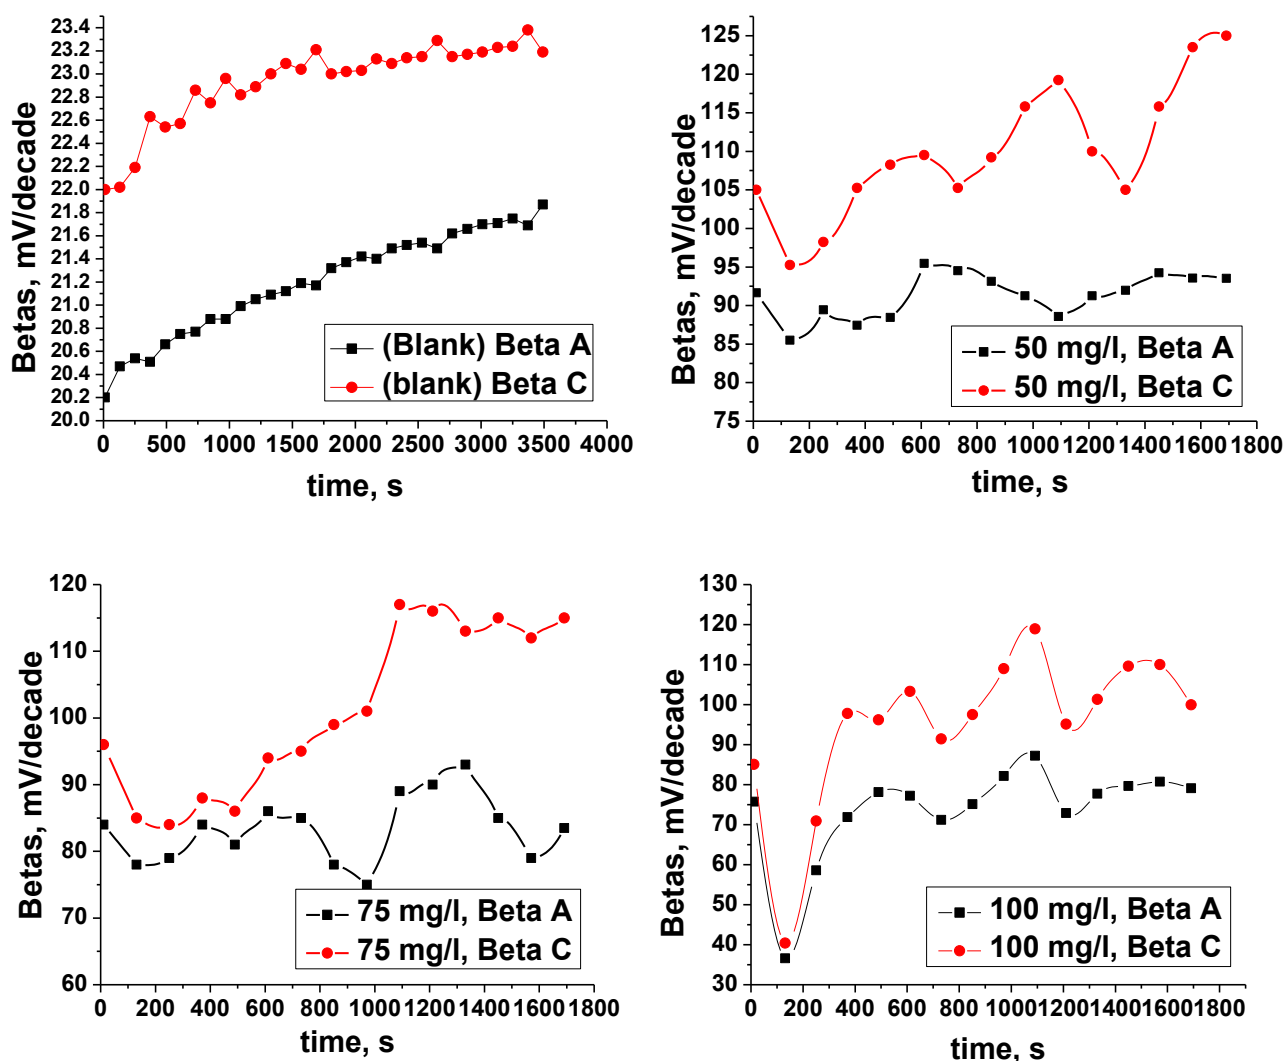 23.4
23.2
23.0
22.8
22.6
22.4
22.2
22.0
21.8
21.6
21.4
21.2
21.0
20.8
20.6
20.4
20.2
20.0
Betas, mV/decade
(Blank) Beta A
(blank) Beta C
0 500 1000 1500 2000 2500 3000 3500 4000
time, s
125
120
115
110
105
100
95
90
85
80
75
Betas, mV/decade
50 mg/l, Beta A
50 mg/l, Beta C
0 200 400 600 800 1000 1200 1400 1600 1800
time, s
120
110
100
90
80
70
60
Betas, mV/decade
75 mg/l, Beta A
75 mg/l, Beta C
0 200 400 600 800 1000 1200 1400 1600 1800
time, s
130
120
110
100
90
80
70
60
50
40
30
Betas, mV/decade
100 mg/l, Beta A
100 mg/l, Beta C
0 200 400 600 800 1000 1200 1400 1600 1800
time, s